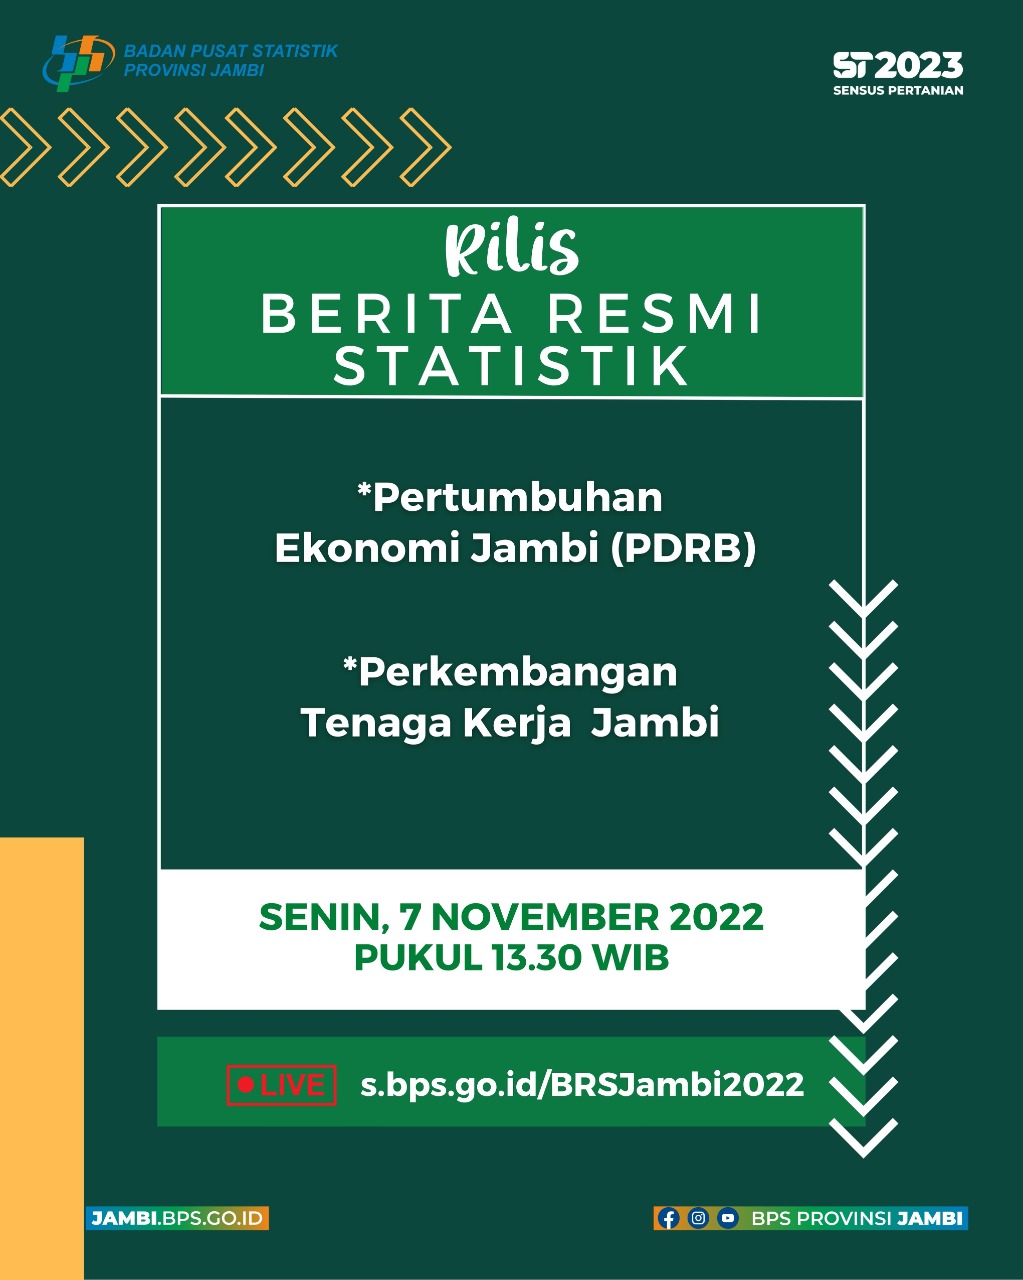 BADAN PUSAT STATISTIK
PROVINSI JAMBI
ST2023
SENSUS PERTANIAN
Rilis
BERITA RESMI
STATISTIK
*Pertumbuhan
Ekonomi Jambi (PDRB)
*Perkembangan
Tenaga Kerja Jambi
SENIN, 7 NOVEMBER 2022
PUKUL 13.30 WIB
LIVE s.bps.go.id/BRSJambi2022
JAMBI.BPS.GO.ID
BPS PROVINSI JAMBI